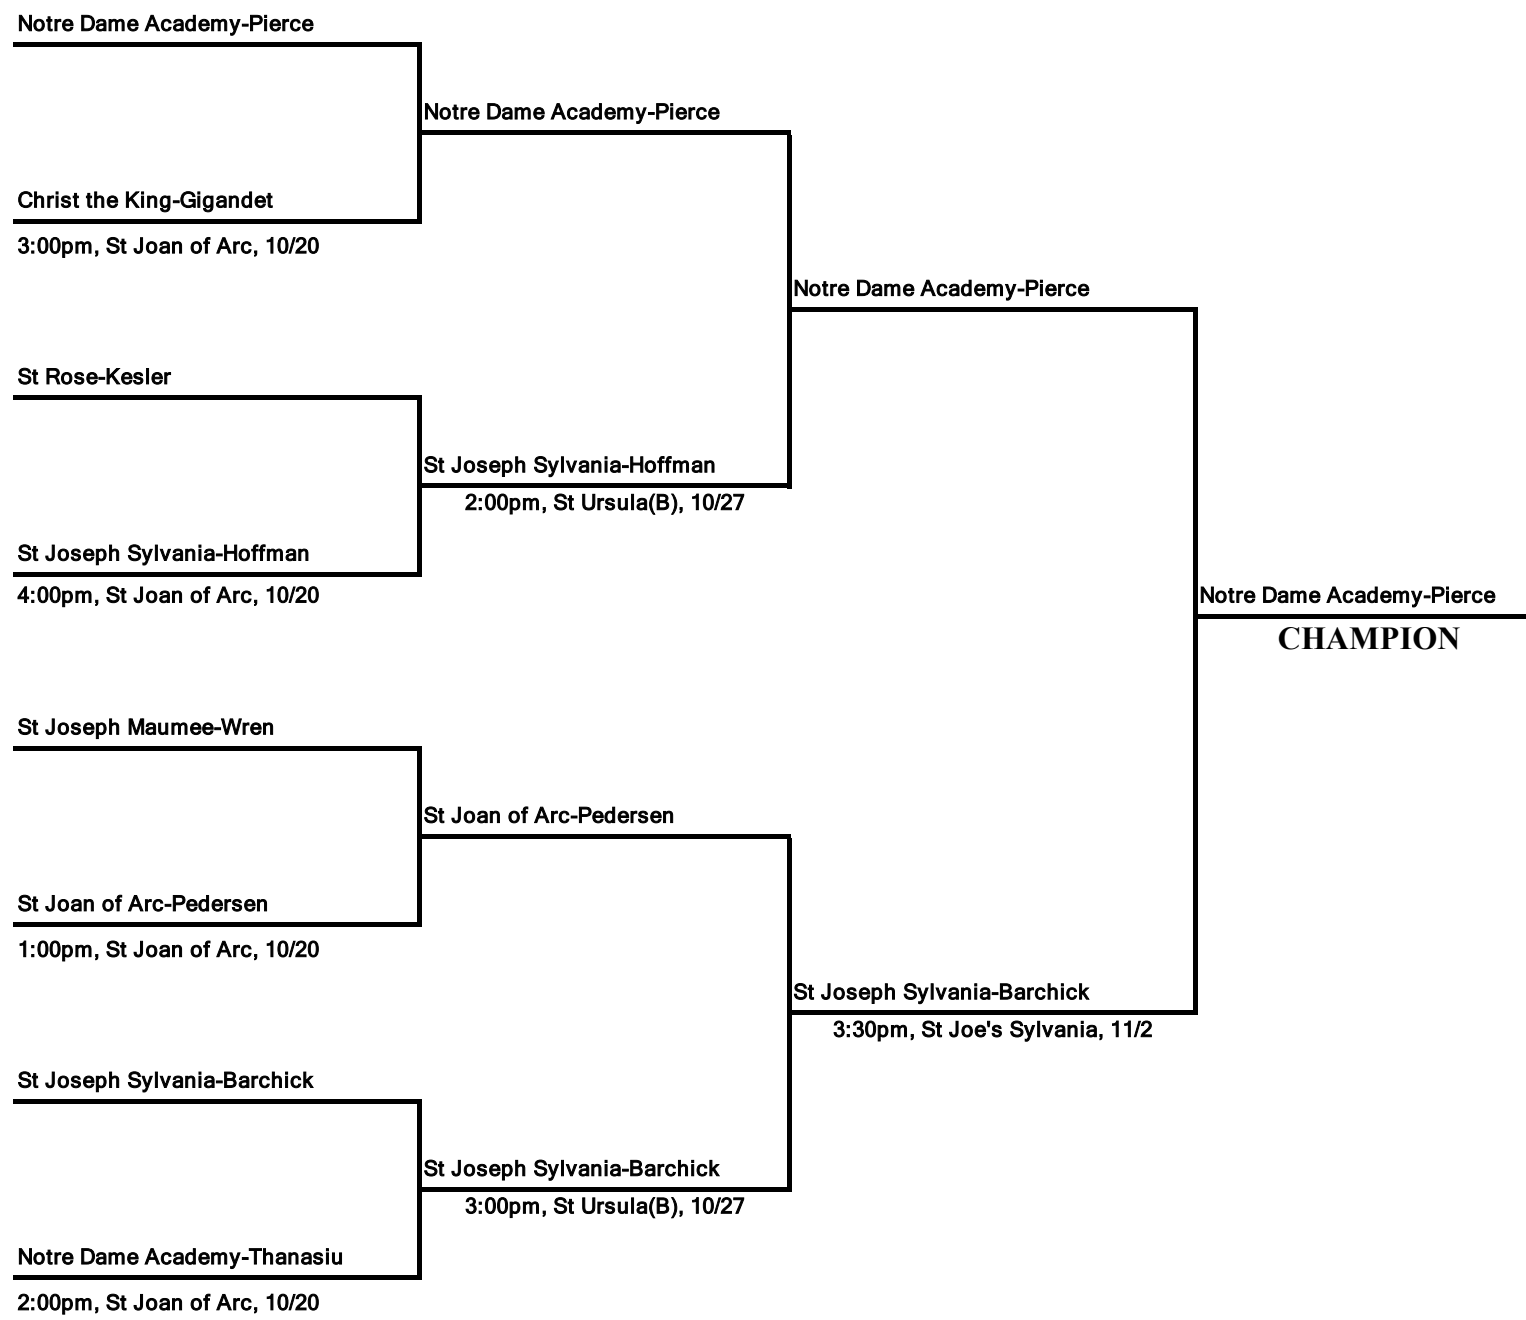 Notre Dame Academy-Pierce
Notre Dame Academy-Pierce
Christ the King-Gigandet
3:00pm, St Joan of Arc, 10/20
Notre Dame Academy-Pierce
St Rose-Kesler
St Joseph Sylvania-Hoffman
2:00pm, St Ursula(B), 10/27
St Joseph Sylvania-Hoffman
4:00pm, St Joan of Arc, 10/20
Notre Dame Academy-Pierce
CHAMPION
St Joseph Maumee-Wren
St Joan of Arc-Pedersen
St Joan of Arc-Pedersen
1:00pm, St Joan of Arc, 10/20
St Joseph Sylvania-Barchick
3:30pm, St Joe's Sylvania, 11/2
St Joseph Sylvania-Barchick
St Joseph Sylvania-Barchick
3:00pm, St Ursula(B), 10/27
Notre Dame Academy-Thanasiu
2:00pm, St Joan of Arc, 10/20